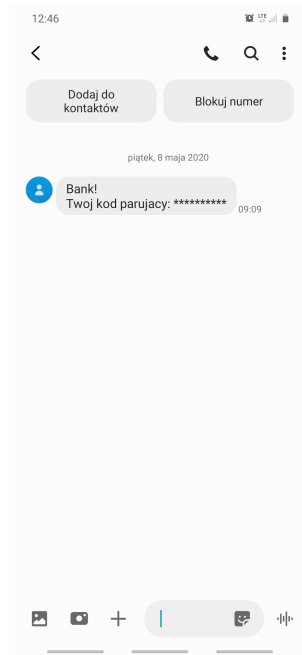 12:46
LTE
Dodaj do
kontaktów
Blokuj numer
piątek, 8 maja 2020
Bank!
Twoj kod parujacy: **********
09:09